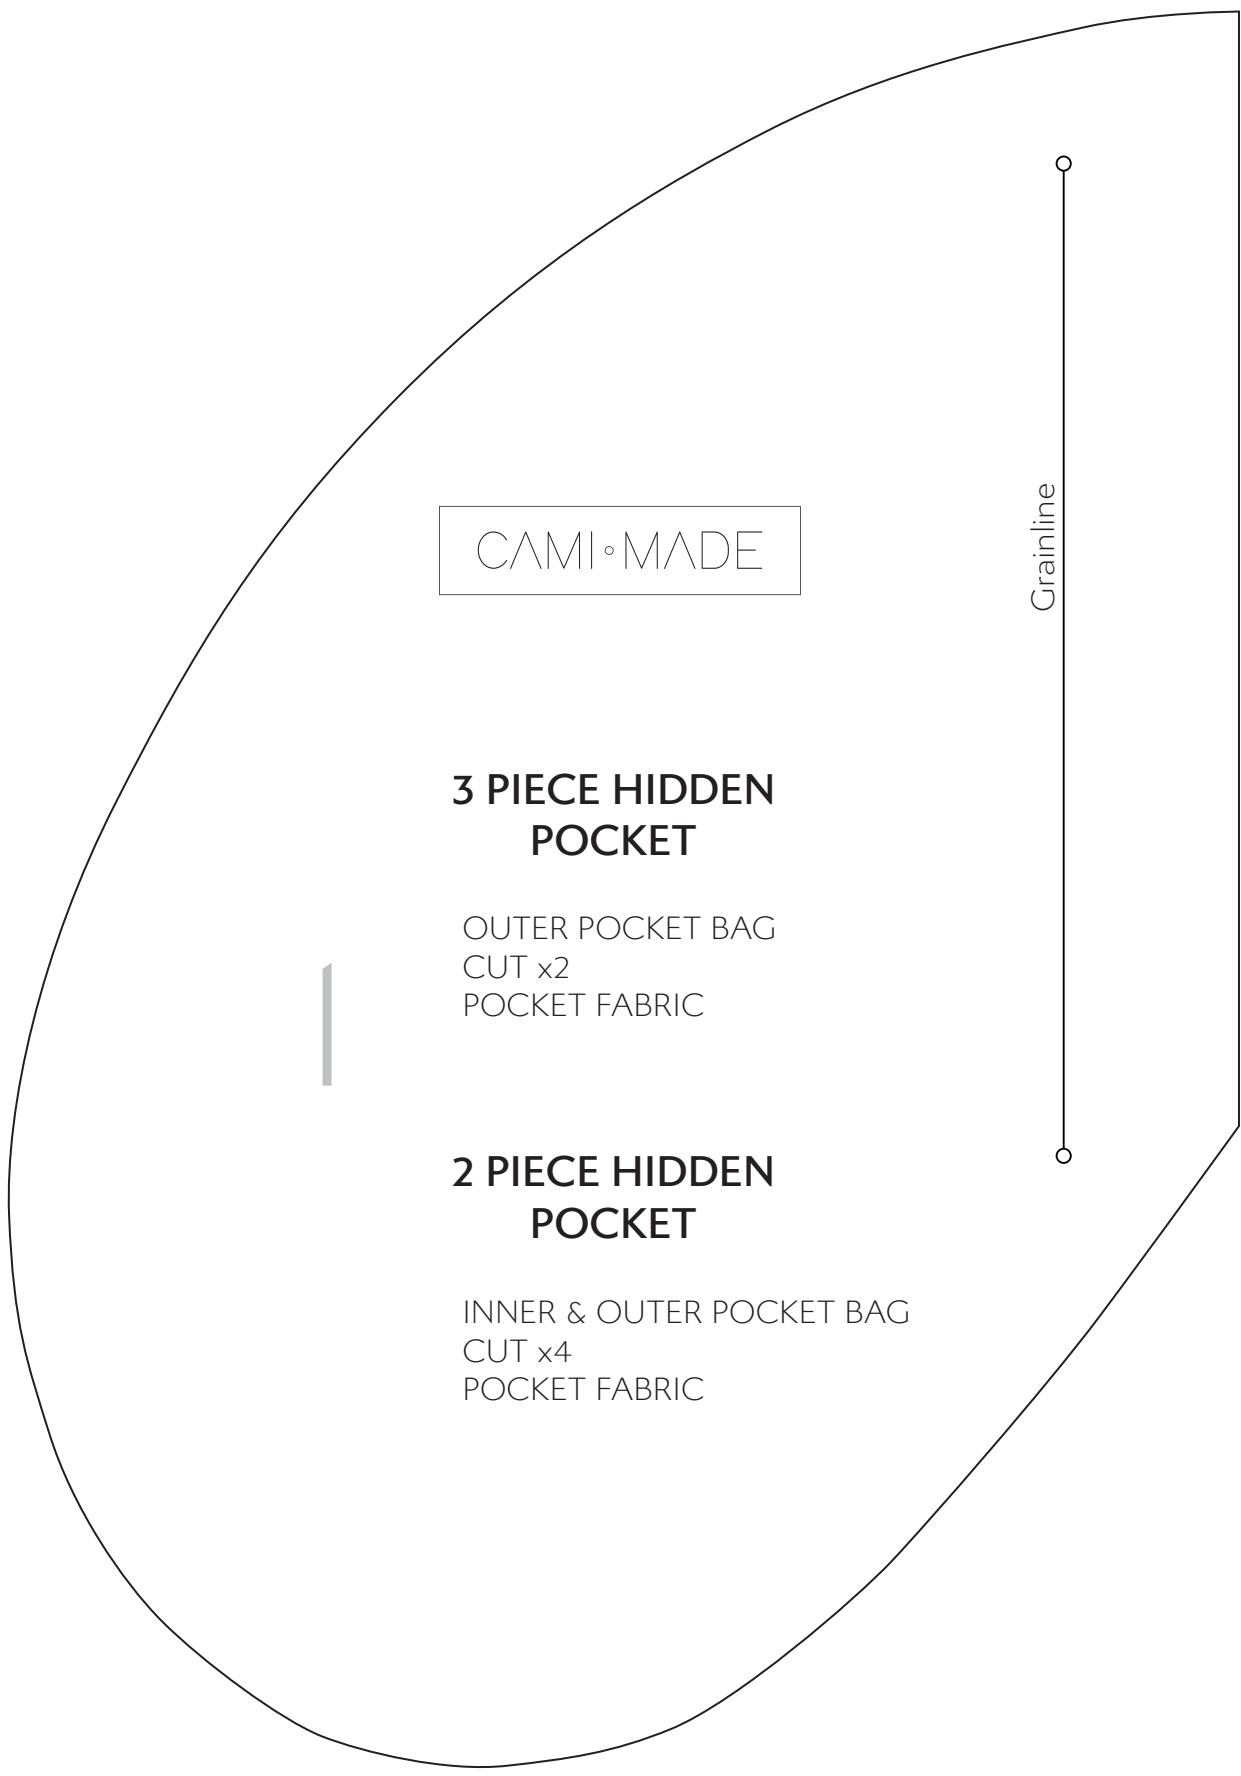 CAMI◦MADE
Grainline
3 PIECE HIDDEN
POCKET
OUTER POCKET BAG
CUT x2
POCKET FABRIC
2 PIECE HIDDEN
POCKET
INNER & OUTER POCKET BAG
CUT x4
POCKET FABRIC